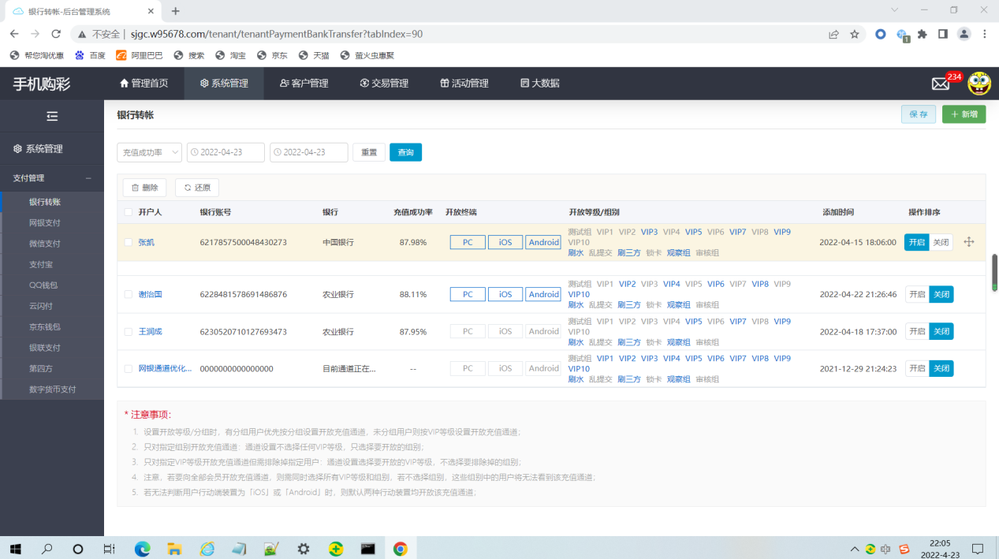 银行转帐-后台管理系统
不安全 | sjgc.w95678.com/tenant/tenantPaymentBankTransfer?tabIndex=90
1
帮您淘优惠 百度 阿里巴巴 搜索 淘宝 京东 天猫 萤火虫惠聚
手机购彩 管理首页 系统管理 客户管理 交易管理 活动管理 大数据 234
银行转帐 保存 + 新增
系统管理
支付管理
银行转账
网银支付
微信支付
支付宝
QQ钱包
云闪付
京东钱包
银联支付
第四方
数字货币支付
充值成功率 2022-04-23 2022-04-23 重置 查询
删除 还原
开户人 银行账号 银行 充值成功率 开放终端 开放等级/组别 添加时间 操作排序
测试组 VIP1 VIP2 VIP3 VIP4 VIP5 VIP6 VIP7 VIP8 VIP9
张凯 6217857500048430273 中国银行 87.98% PC iOS Android VIP10 2022-04-15 18:06:00 开启 关闭
刷水 乱提交 刷三方 锁卡 观察组 审核组
测试组 VIP1 VIP2 VIP3 VIP4 VIP5 VIP6 VIP7 VIP8 VIP9
谢治国 6228481578691486876 农业银行 88.11% PC iOS Android VIP10 2022-04-22 21:26:46 开启 关闭
刷水 乱提交 刷三方 锁卡 观察组 审核组
测试组 VIP1 VIP2 VIP3 VIP4 VIP5 VIP6 VIP7 VIP8 VIP9
王润成 6230520710127693473 农业银行 87.95% PC iOS Android VIP10 2022-04-18 17:37:00 开启 关闭
刷水 乱提交 刷三方 锁卡 观察组 审核组
测试组 VIP1 VIP2 VIP3 VIP4 VIP5 VIP6 VIP7 VIP8 VIP9
网银通道优化... 0000000000000000 目前通道正在... -- PC iOS Android VIP10 2021-12-29 21:24:23 开启 关闭
刷水 乱提交 刷三方 锁卡 观察组 审核组
* 注意事项：
1. 设置开放等级/分组时，有分组用户优先按分组设置开放充值通道，未分组用户则按VIP等级设置开放充值通道；
2. 只对指定组别开放充值通道：通道设置不选择任何VIP等级，只选择要开放的组别；
3. 只对指定VIP等级开放充值通道但需排除掉指定用户：通道设置选择要开放的VIP等级，不选择要排除掉的组别；
4. 注意，若要向全部会员开放充值通道，则需同时选择所有VIP等级和组别，若不选择组别，这些组别中的用户将无法看到该充值通道；
5. 若无法判断用户行动端装置为「iOS」或「Android」时，则默认两种行动装置均开放该充值通道；
中 22:05
2022-4-23